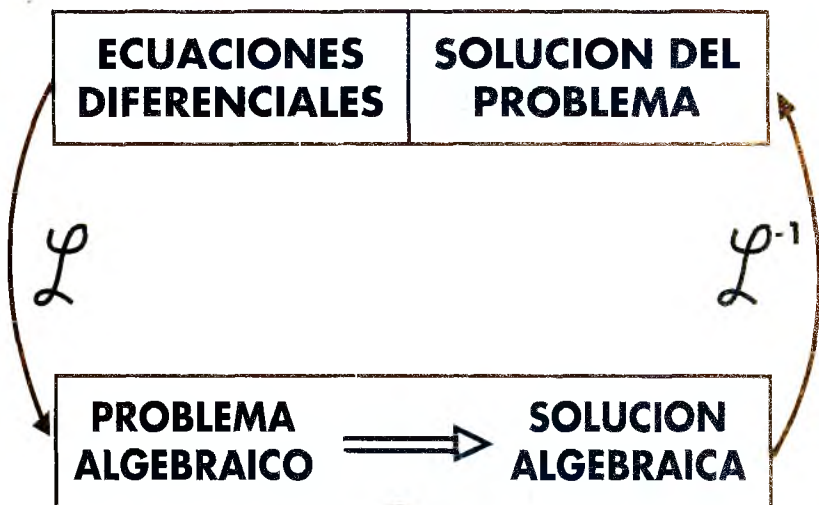 ECUACIONES
DIFERENCIALES
SOLUCION DEL
PROBLEMA
ℒ
ℒ-1
PROBLEMA
ALGEBRAICO
SOLUCION
ALGEBRAICA